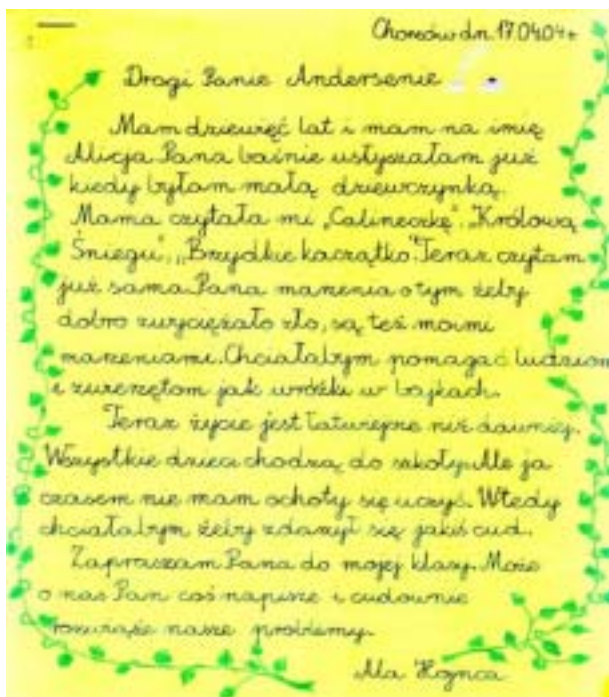 Chorzów dn. 17.04.04 r
Drogi Panie Andersenie
Mam dziewięć lat i mam na imię
Alicja Pana baśnie usłyszałam już
kiedy byłam małą dziewczynką.
Mama czytała mi „Calineczkę”, „Królową
Śniegu”, „Brzydkie kaczątko”. Teraz czytam
już sama. Pana marzenia o tym żeby
dobro zwyciężało zło, są też moimi
marzeniami. Chciałabym pomagać ludziom
i zwierzętom jak wróżki w bajkach.
Teraz życie jest łatwiejsze niż dawniej.
Wszystkie dzieci chodzą do szkoły. Ale ja
czasem nie mam ochoty się uczyć. Wtedy
chciałabym żeby zdarzył się jakiś cud.
Zapraszam Pana do mojej klasy. Może
o nas Pan coś napisze i cudownie
rozwiąże nasze problemy.
Ala